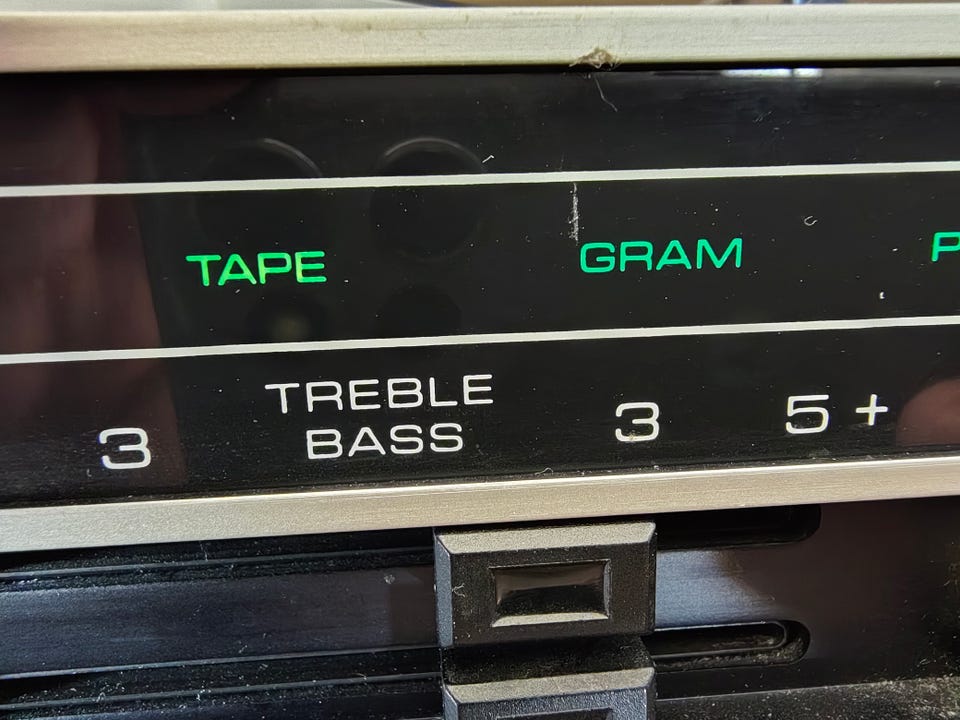 TAPE GRAM P
TREBLE
BASS
3 3 5 +